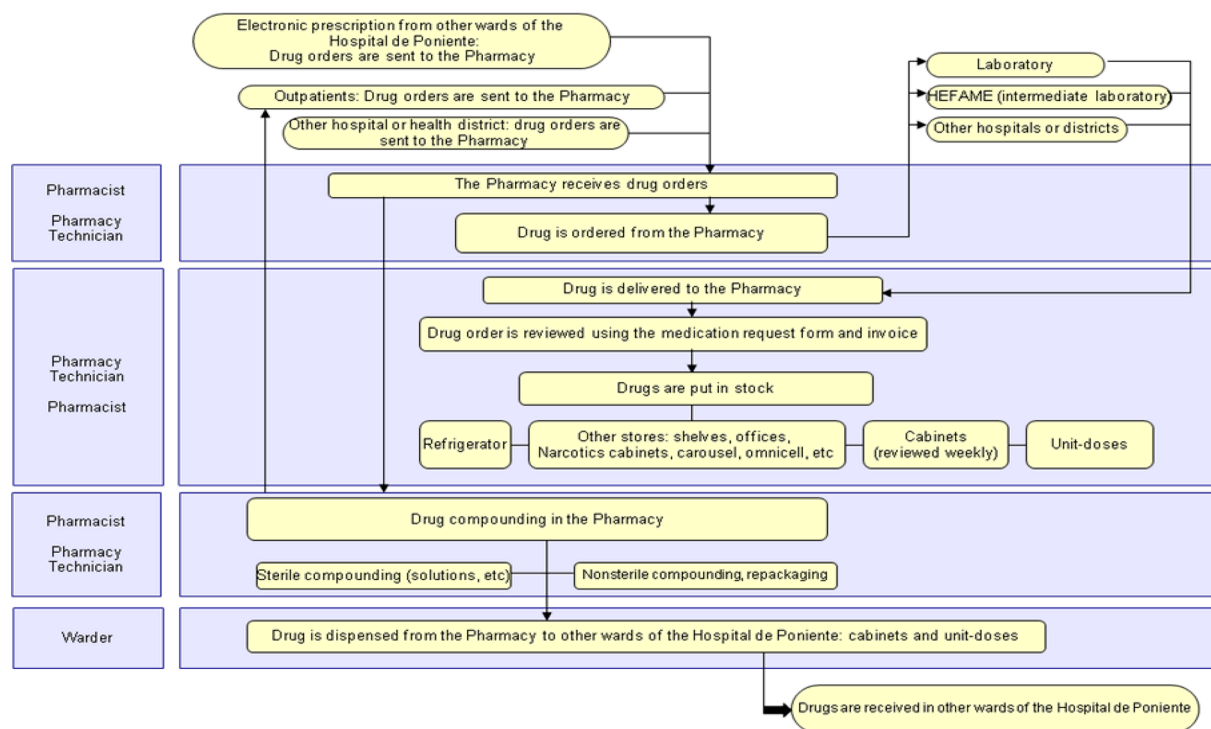 Electronic prescription from other wards of the
Hospital de Poniente:
Drug orders are sent to the Pharmacy
Outpatients: Drug orders are sent to the Pharmacy
Other hospital or health district: drug orders are
sent to the Pharmacy
Laboratory
HEFAME (intermediate laboratory)
Other hospitals or districts
Pharmacist
Pharmacy
Technician
The Pharmacy receives drug orders
Drug is ordered from the Pharmacy
Pharmacy
Technician
Pharmacist
Drug is delivered to the Pharmacy
Drug order is reviewed using the medication request form and invoice
Drugs are put in stock
Refrigerator
Other stores: shelves, offices,
Narcotics cabinets, carousel, omnicell, etc
Cabinets
(reviewed weekly)
Unit-doses
Pharmacist
Pharmacy
Technician
Drug compounding in the Pharmacy
Sterile compounding (solutions, etc)
Nonsterile compounding, repackaging
Warder
Drug is dispensed from the Pharmacy to other wards of the Hospital de Poniente: cabinets and unit-doses
Drugs are received in other wards of the Hospital de Poniente